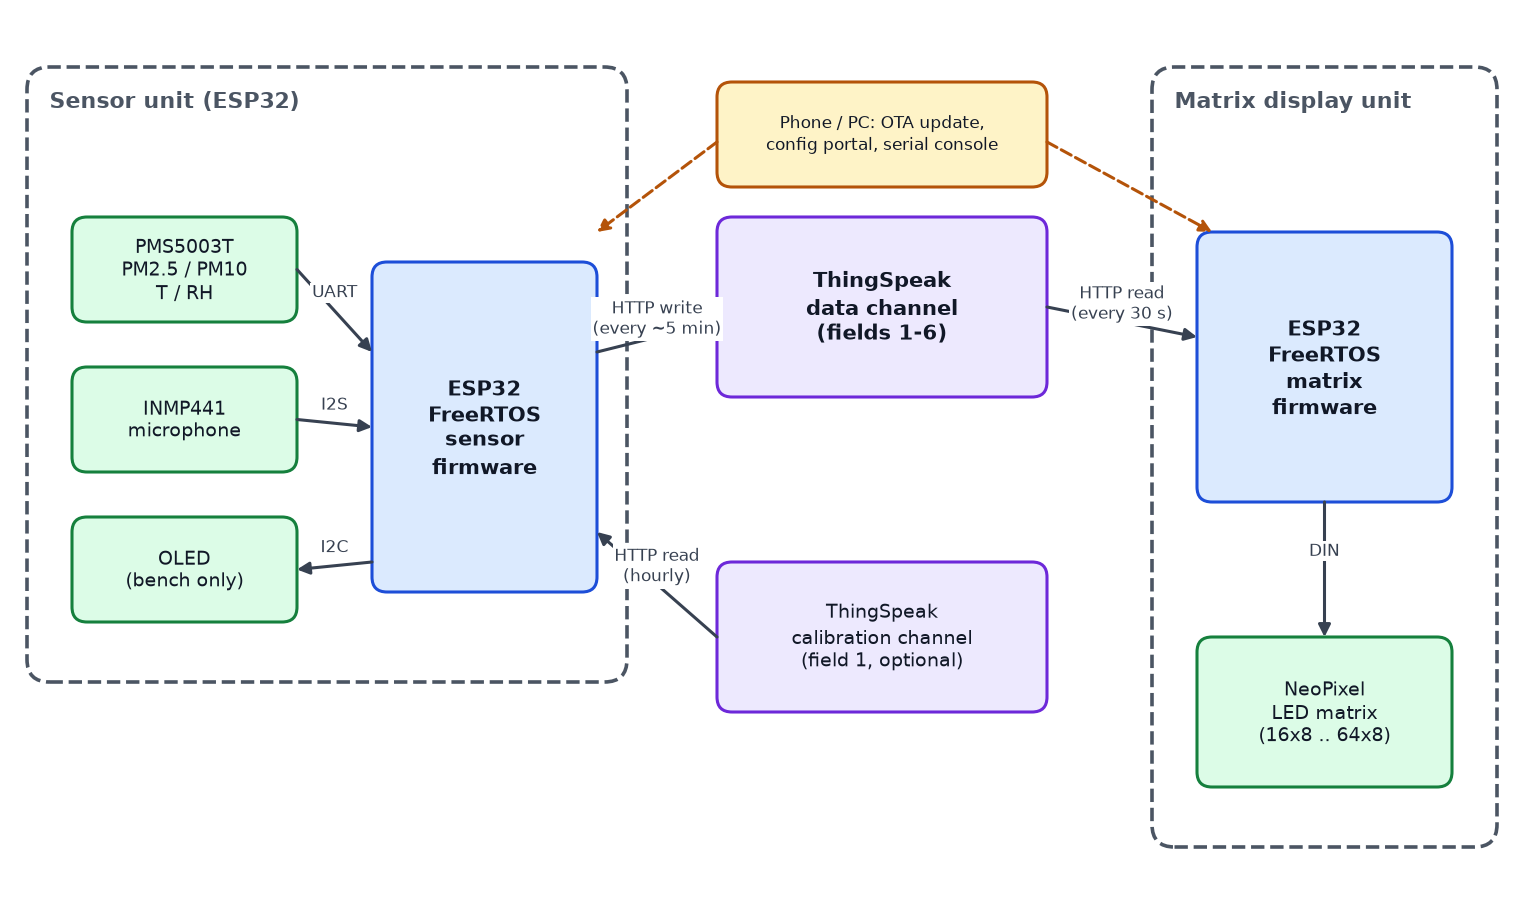 Sensor unit (ESP32)
PMS5003T
PM2.5 / PM10
T / RH
UART
INMP441
microphone
I2S
OLED
(bench only)
I2C
ESP32
FreeRTOS
sensor
firmware
Phone / PC: OTA update,
config portal, serial console
HTTP write
(every ~5 min)
ThingSpeak
data channel
(fields 1-6)
HTTP read
(hourly)
ThingSpeak
calibration channel
(field 1, optional)
HTTP read
(every 30 s)
Matrix display unit
ESP32
FreeRTOS
matrix
firmware
DIN
NeoPixel
LED matrix
(16x8 .. 64x8)